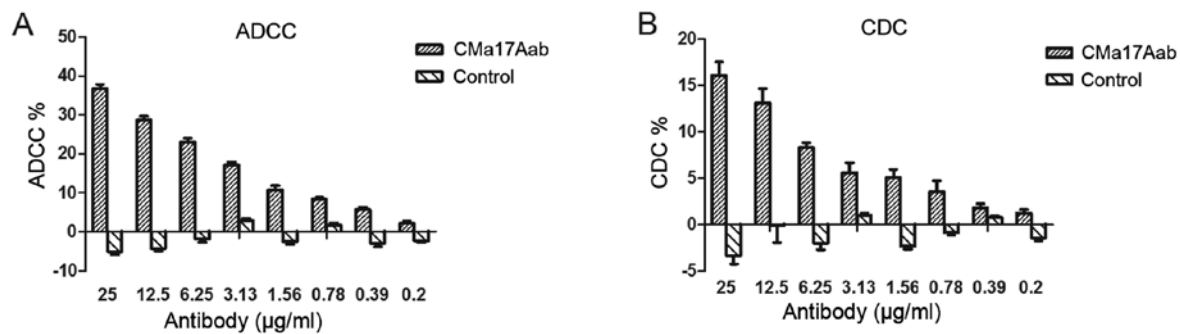 A
ADCC
CMa17Aab
Control
ADCC %
50
40
30
20
10
0
-10
25 12.5 6.25 3.13 1.56 0.78 0.39 0.2
Antibody (µg/ml)
B
CDC
CMa17Aab
Control
CDC %
20
15
10
5
0
-5
25 12.5 6.25 3.13 1.56 0.78 0.39 0.2
Antibody (µg/ml)